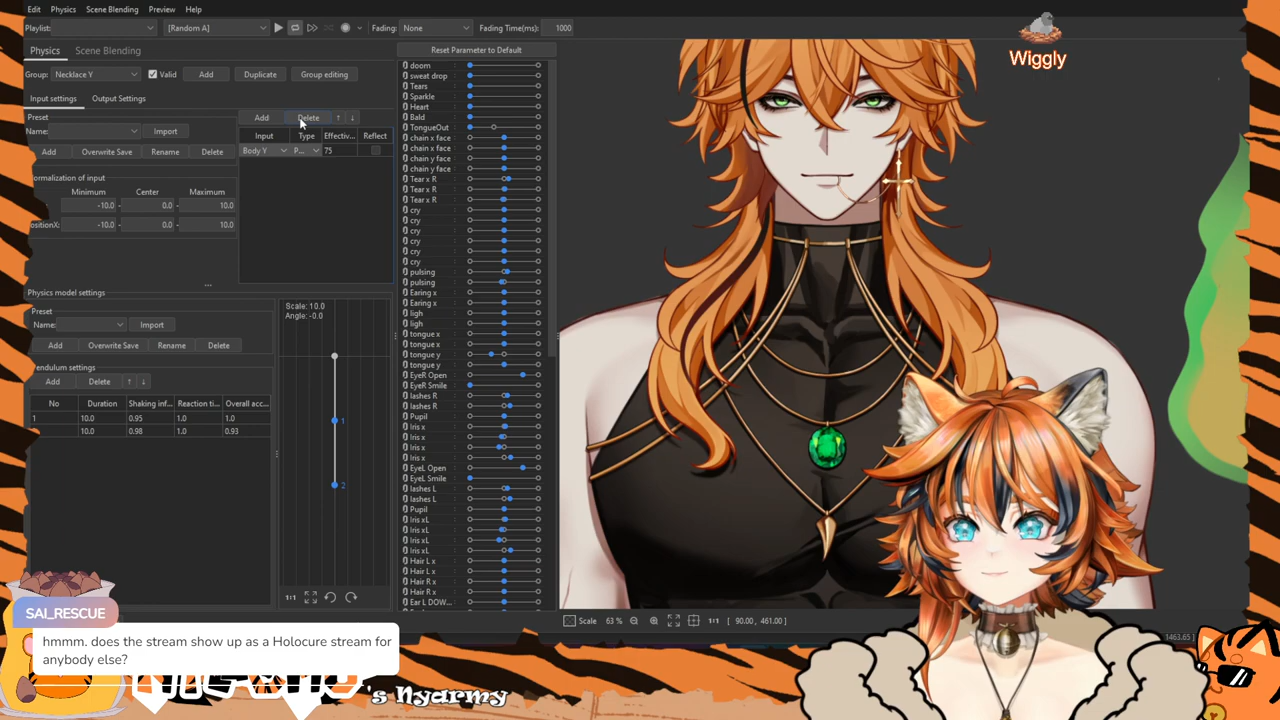 Edit Physics Scene Blending Preview Help
Playlist: [Random A] Fading: None Fading Time(ms): 1000
Physics Scene Blending
Group: Necklace Y Valid Add Duplicate Group editing
Input settings Output Settings
Preset
Name: Import
Add Overwrite Save Rename Delete
ormalization of input
Minimum Center Maximum
-10.0 - 0.0 - 10.0
ositionX: -10.0 - 0.0 - 10.0
Add Delete ↑ ↓
Input Type Effectiv... Reflect
Body Y P... 75
Physics model settings
Preset
Name: Import
Add Overwrite Save Rename Delete
endulum settings
Add Delete ↑ ↓
No Duration Shaking inf... Reaction ti... Overall acc...
1 10.0 0.95 1.0 1.0
10.0 0.98 1.0 0.93
Scale: 10.0
Angle: -0.0
1
2
1:1
Reset Parameter to Default
doom
sweat drop
Tears
Sparkle
Heart
Bald
TongueOut
chain x face
chain x face
chain y face
chain y face
Tear x R
Tear x R
Tear x R
cry
cry
cry
cry
cry
cry
pulsing
pulsing
Earing x
Earing x
ligh
ligh
tongue x
tongue x
tongue y
tongue y
EyeR Open
EyeR Smile
lashes R
lashes R
Pupil
Iris x
Iris x
Iris x
Iris x
EyeL Open
EyeL Smile
lashes L
lashes L
Pupil
Iris xL
Iris xL
Iris xL
Iris xL
Hair L x
Hair L x
Hair R x
Hair R x
Ear L DOW...
Scale 63 % 1:1 [ 90.00 , 461.00 ]
1463.65 ]
Wiggly
SAI_RESCUE
hmmm. does the stream show up as a Holocure stream for
anybody else?
's Nyarmy